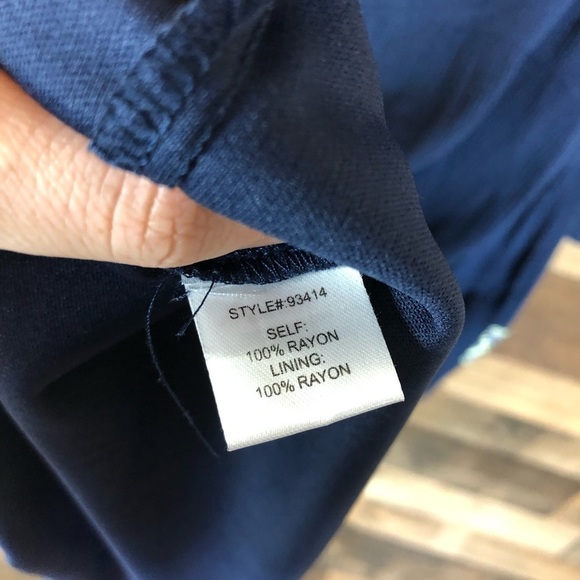 STYLE#:93414
SELF:
100% RAYON
LINING:
100% RAYON